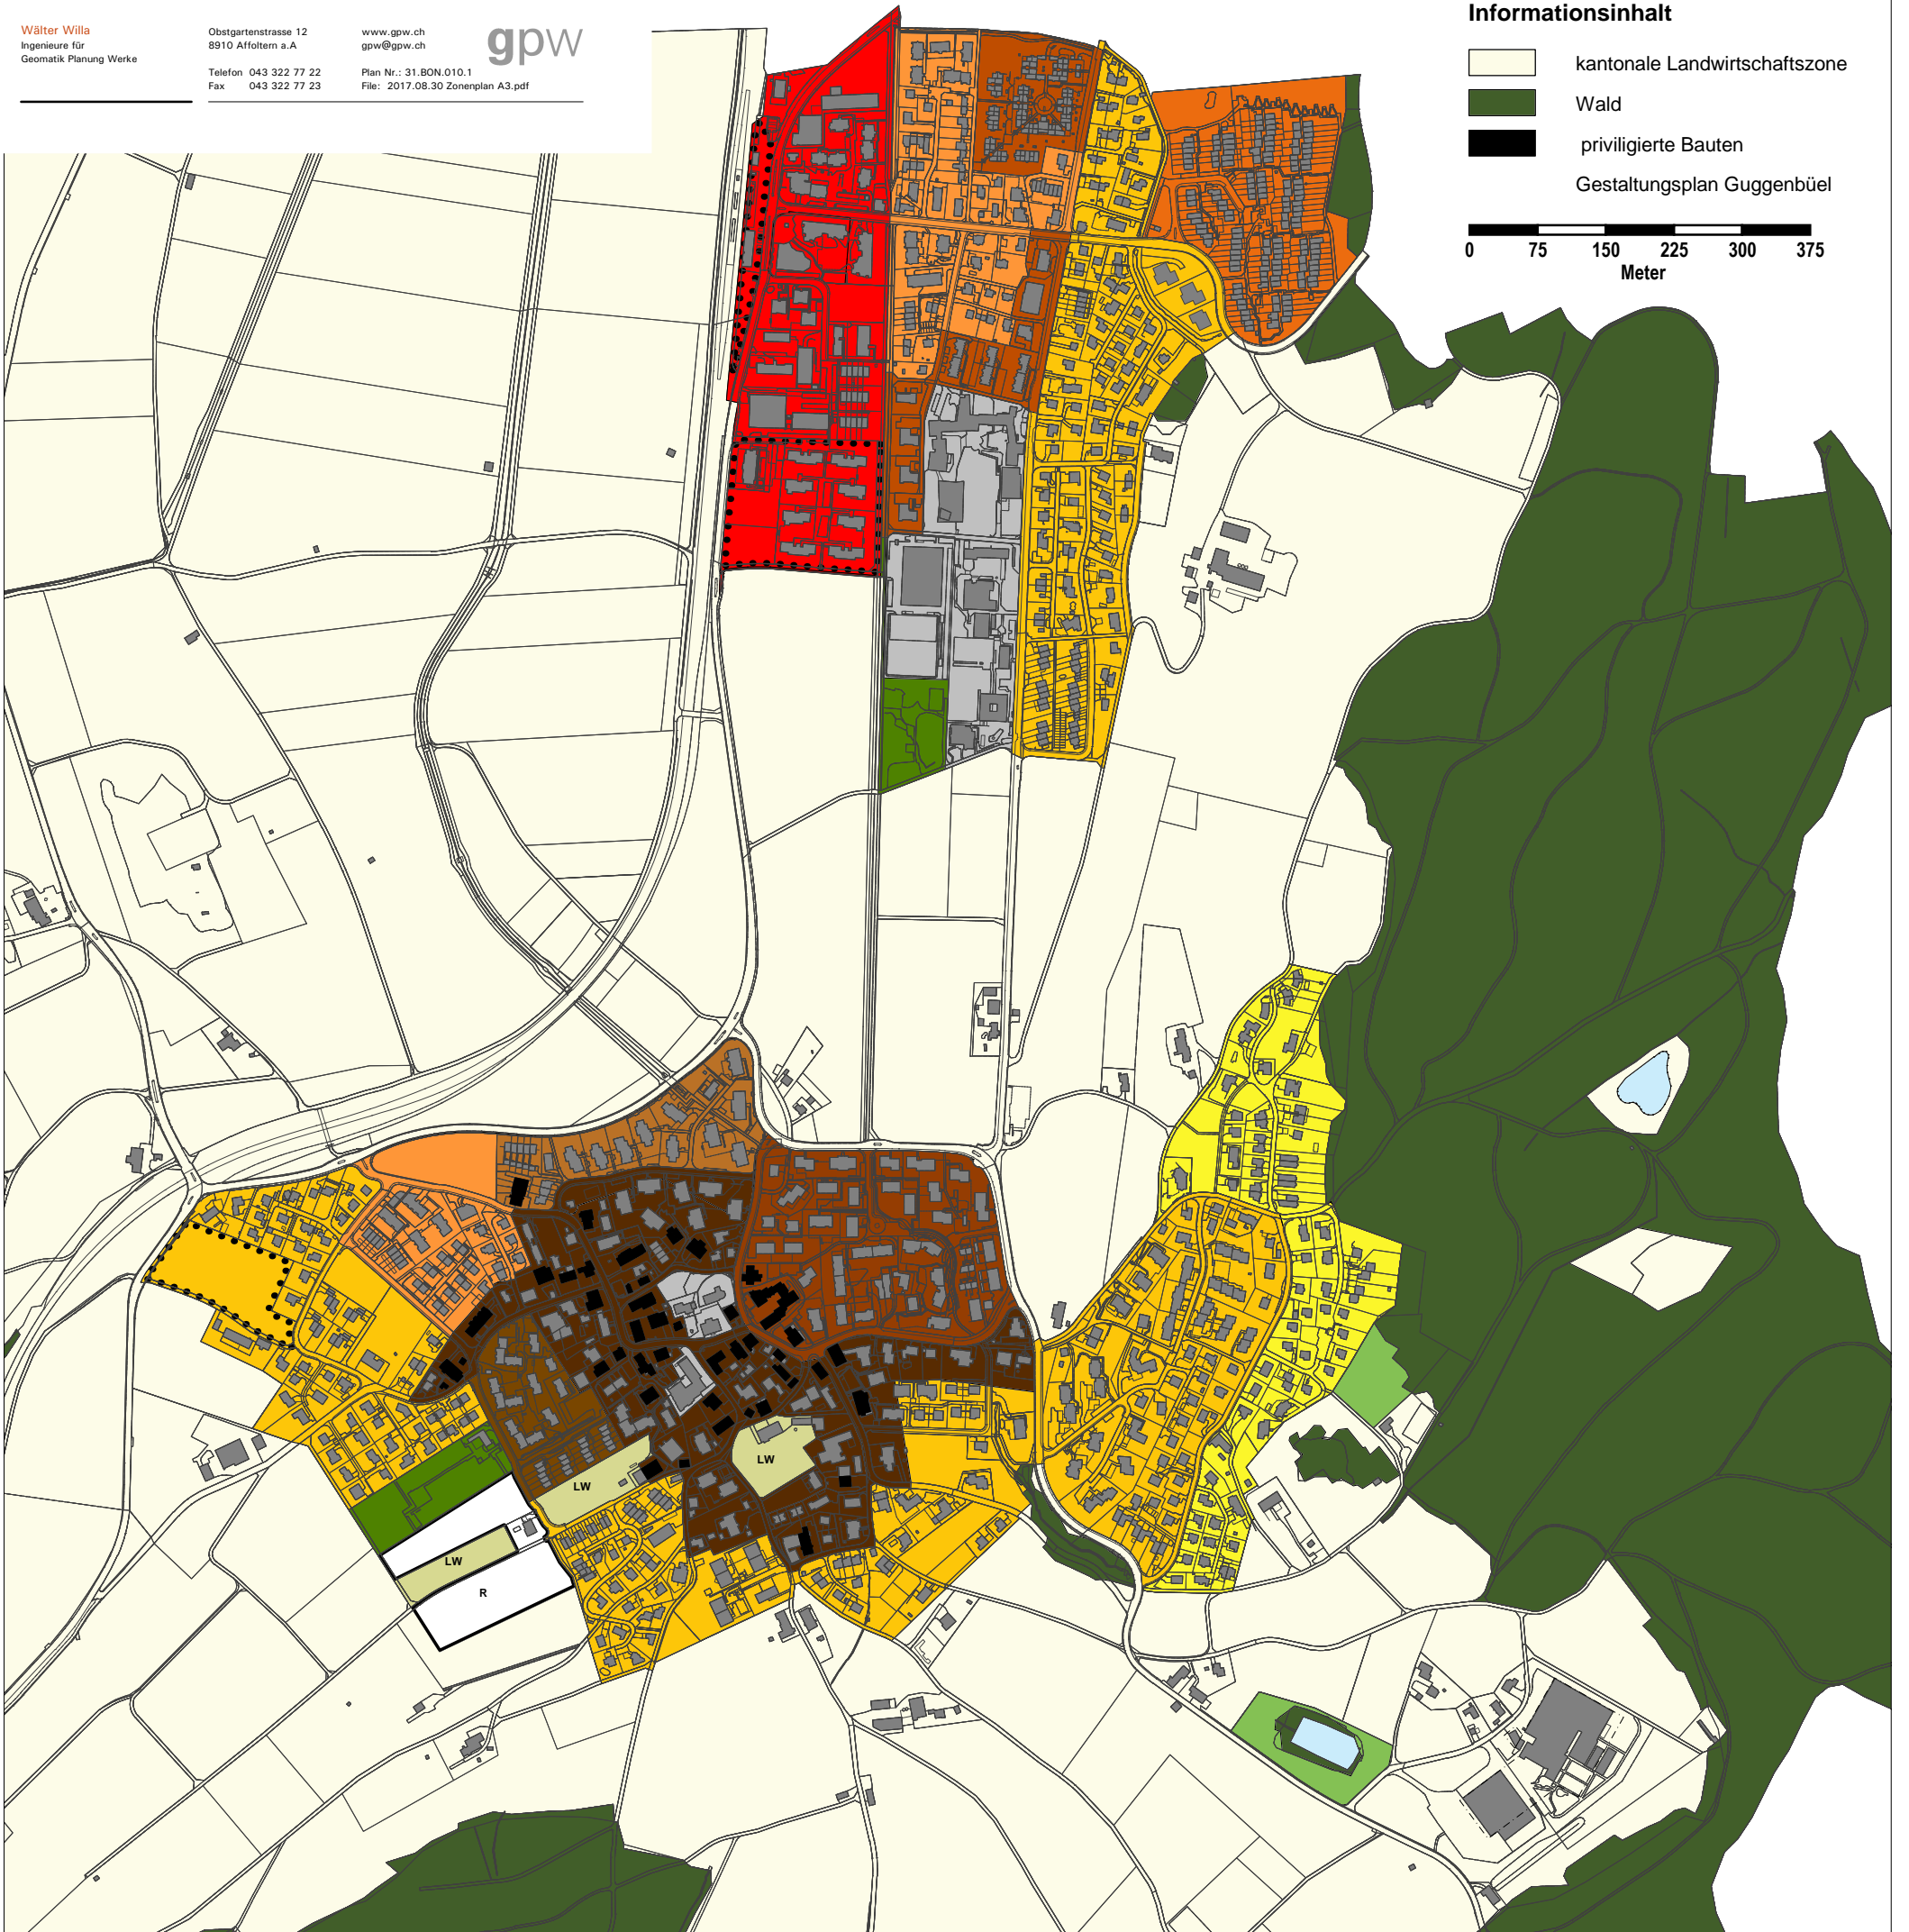 Wälter Willa
Ingenieure für
Geomatik Planung Werke
Obstgartenstrasse 12
8910 Affoltern a.A
Telefon 043 322 77 22
Fax 043 322 77 23
www.gpw.ch
gpw@gpw.ch
Plan Nr.: 31.BON.010.1
File: 2017.08.30 Zonenplan A3.pdf
gpw
Informationsinhalt
kantonale Landwirtschaftszone
Wald
priviligierte Bauten
Gestaltungsplan Guggenbüel
0 75 150 225 300 375
Meter
LW
LW
LW
R